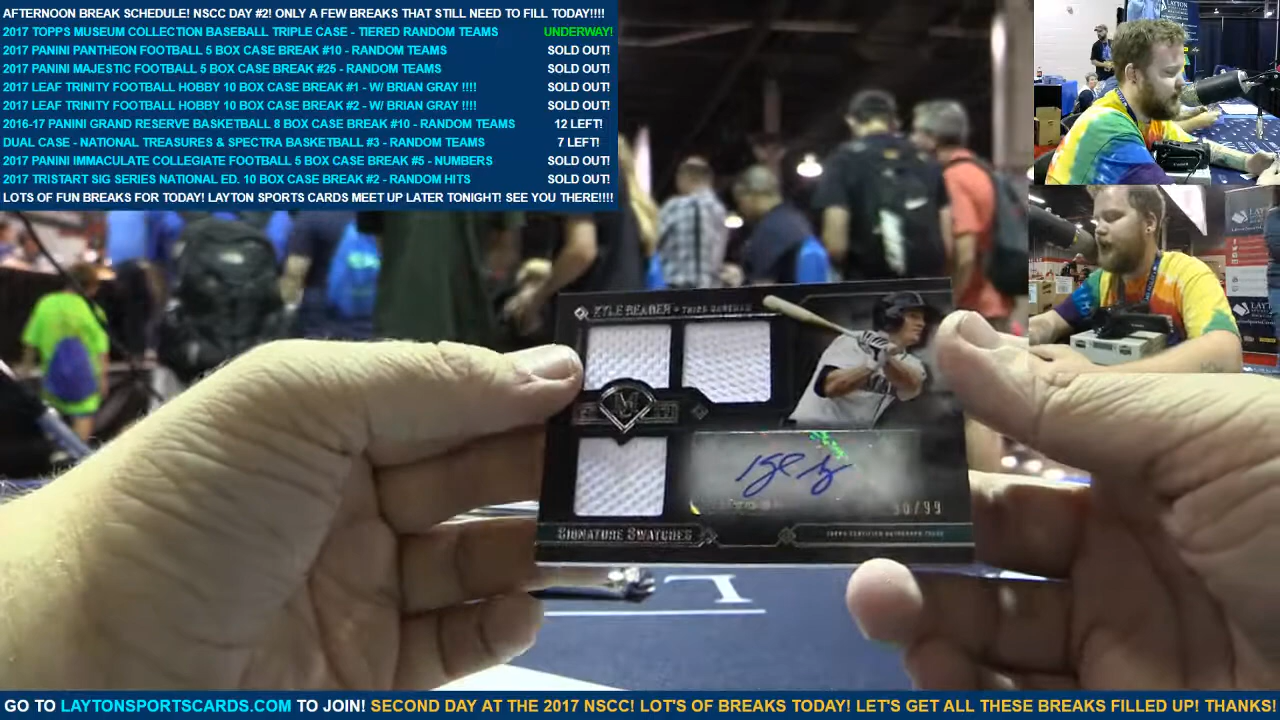 AFTERNOON BREAK SCHEDULE! NSCC DAY #2! ONLY A FEW BREAKS THAT STILL NEED TO FILL TODAY!!!!
2017 TOPPS MUSEUM COLLECTION BASEBALL TRIPLE CASE - TIERED RANDOM TEAMS UNDERWAY!
2017 PANINI PANTHEON FOOTBALL 5 BOX CASE BREAK #10 - RANDOM TEAMS SOLD OUT!
2017 PANINI MAJESTIC FOOTBALL 5 BOX CASE BREAK #25 - RANDOM TEAMS SOLD OUT!
2017 LEAF TRINITY FOOTBALL HOBBY 10 BOX CASE BREAK #1 - W/ BRIAN GRAY !!!! SOLD OUT!
2017 LEAF TRINITY FOOTBALL HOBBY 10 BOX CASE BREAK #2 - W/ BRIAN GRAY !!!! SOLD OUT!
2016-17 PANINI GRAND RESERVE BASKETBALL 8 BOX CASE BREAK #10 - RANDOM TEAMS 12 LEFT!
DUAL CASE - NATIONAL TREASURES & SPECTRA BASKETBALL #3 - RANDOM TEAMS 7 LEFT!
2017 PANINI IMMACULATE COLLEGIATE FOOTBALL 5 BOX CASE BREAK #5 - NUMBERS SOLD OUT!
2017 TRISTART SIG SERIES NATIONAL ED. 10 BOX CASE BREAK #2 - RANDOM HITS SOLD OUT!
LOTS OF FUN BREAKS FOR TODAY! LAYTON SPORTS CARDS MEET UP LATER TONIGHT! SEE YOU THERE!!!!
KYLE SEAGER • THIRD BASEMAN
M
SIGNATURE SWATCHES
TOPPS CERTIFIED AUTOGRAPH ISSUE
GO TO LAYTONSPORTSCARDS.COM TO JOIN! SECOND DAY AT THE 2017 NSCC! LOT'S OF BREAKS TODAY! LET'S GET ALL THESE BREAKS FILLED UP! THANKS!